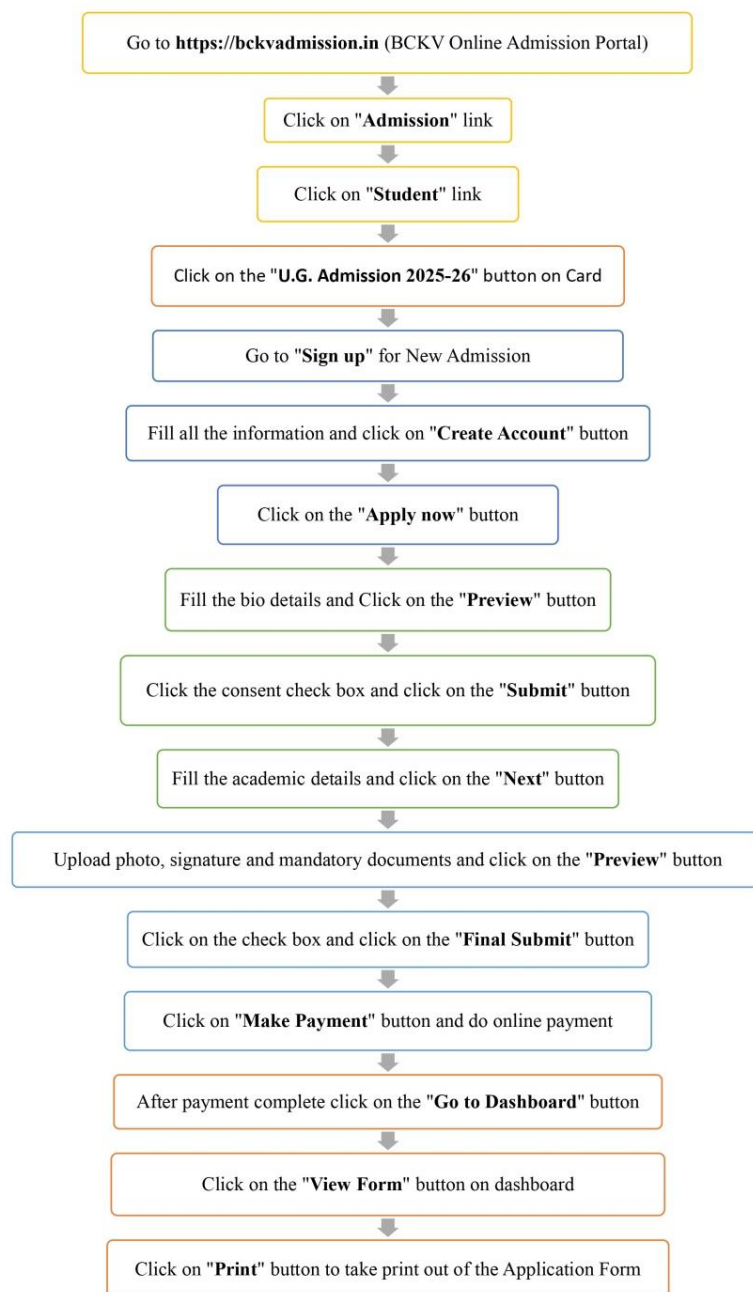 Go to https://bckvadmission.in (BCKV Online Admission Portal)
Click on "Admission" link
Click on "Student" link
Click on the "U.G. Admission 2025-26" button on Card
Go to "Sign up" for New Admission
Fill all the information and click on "Create Account" button
Click on the "Apply now" button
Fill the bio details and Click on the "Preview" button
Click the consent check box and click on the "Submit" button
Fill the academic details and click on the "Next" button
Upload photo, signature and mandatory documents and click on the "Preview" button
Click on the check box and click on the "Final Submit" button
Click on "Make Payment" button and do online payment
After payment complete click on the "Go to Dashboard" button
Click on the "View Form" button on dashboard
Click on "Print" button to take print out of the Application Form